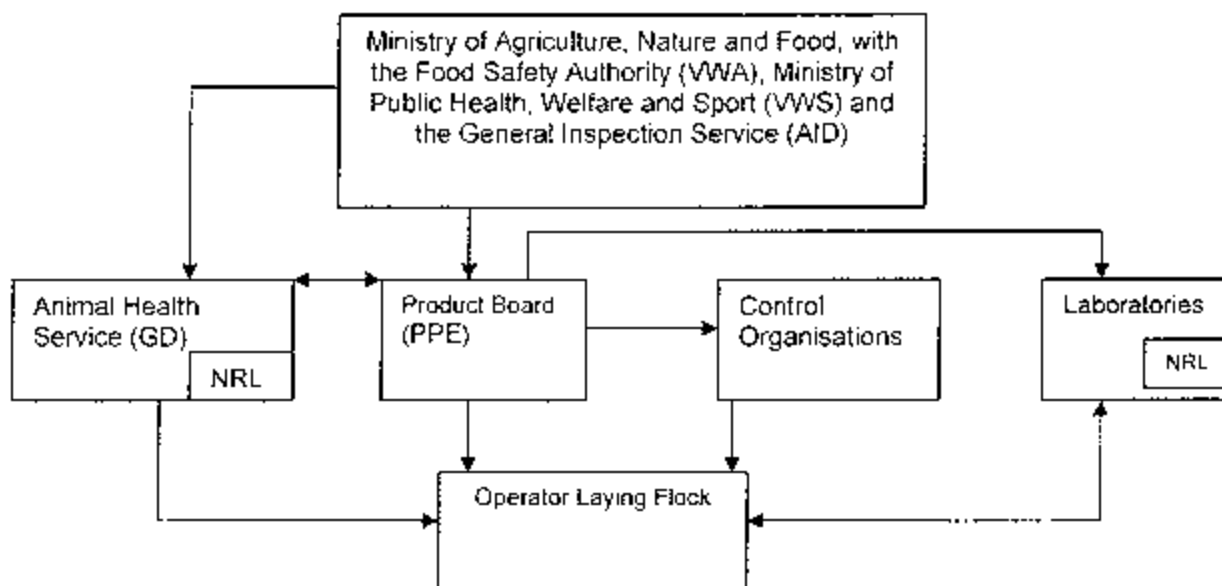 Ministry of Agriculture, Nature and Food, with
the Food Safety Authority (VWA), Ministry of
Public Health, Welfare and Sport (VWS) and
the General Inspection Service (AID)
Animal Health
Service (GD)
NRL
Product Board
(PPE)
Control
Organisations
Laboratories
NRL
Operator Laying Flock